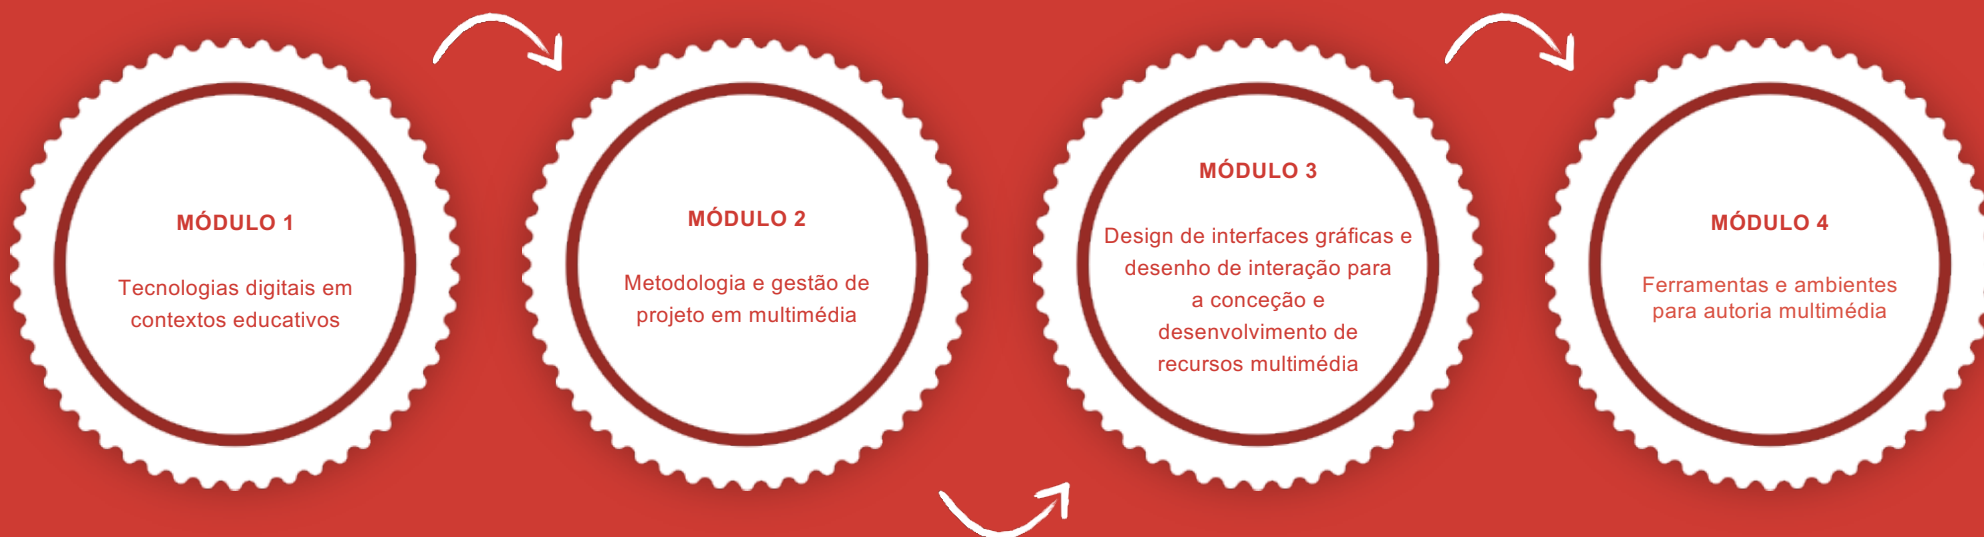 MÓDULO 1
Tecnologias digitais em
contextos educativos
MÓDULO 2
Metodologia e gestão de
projeto em multimédia
MÓDULO 3
Design de interfaces gráficas e
desenho de interação para
a conceção e
desenvolvimento de
recursos multimédia
MÓDULO 4
Ferramentas e ambientes
para autoria multimédia